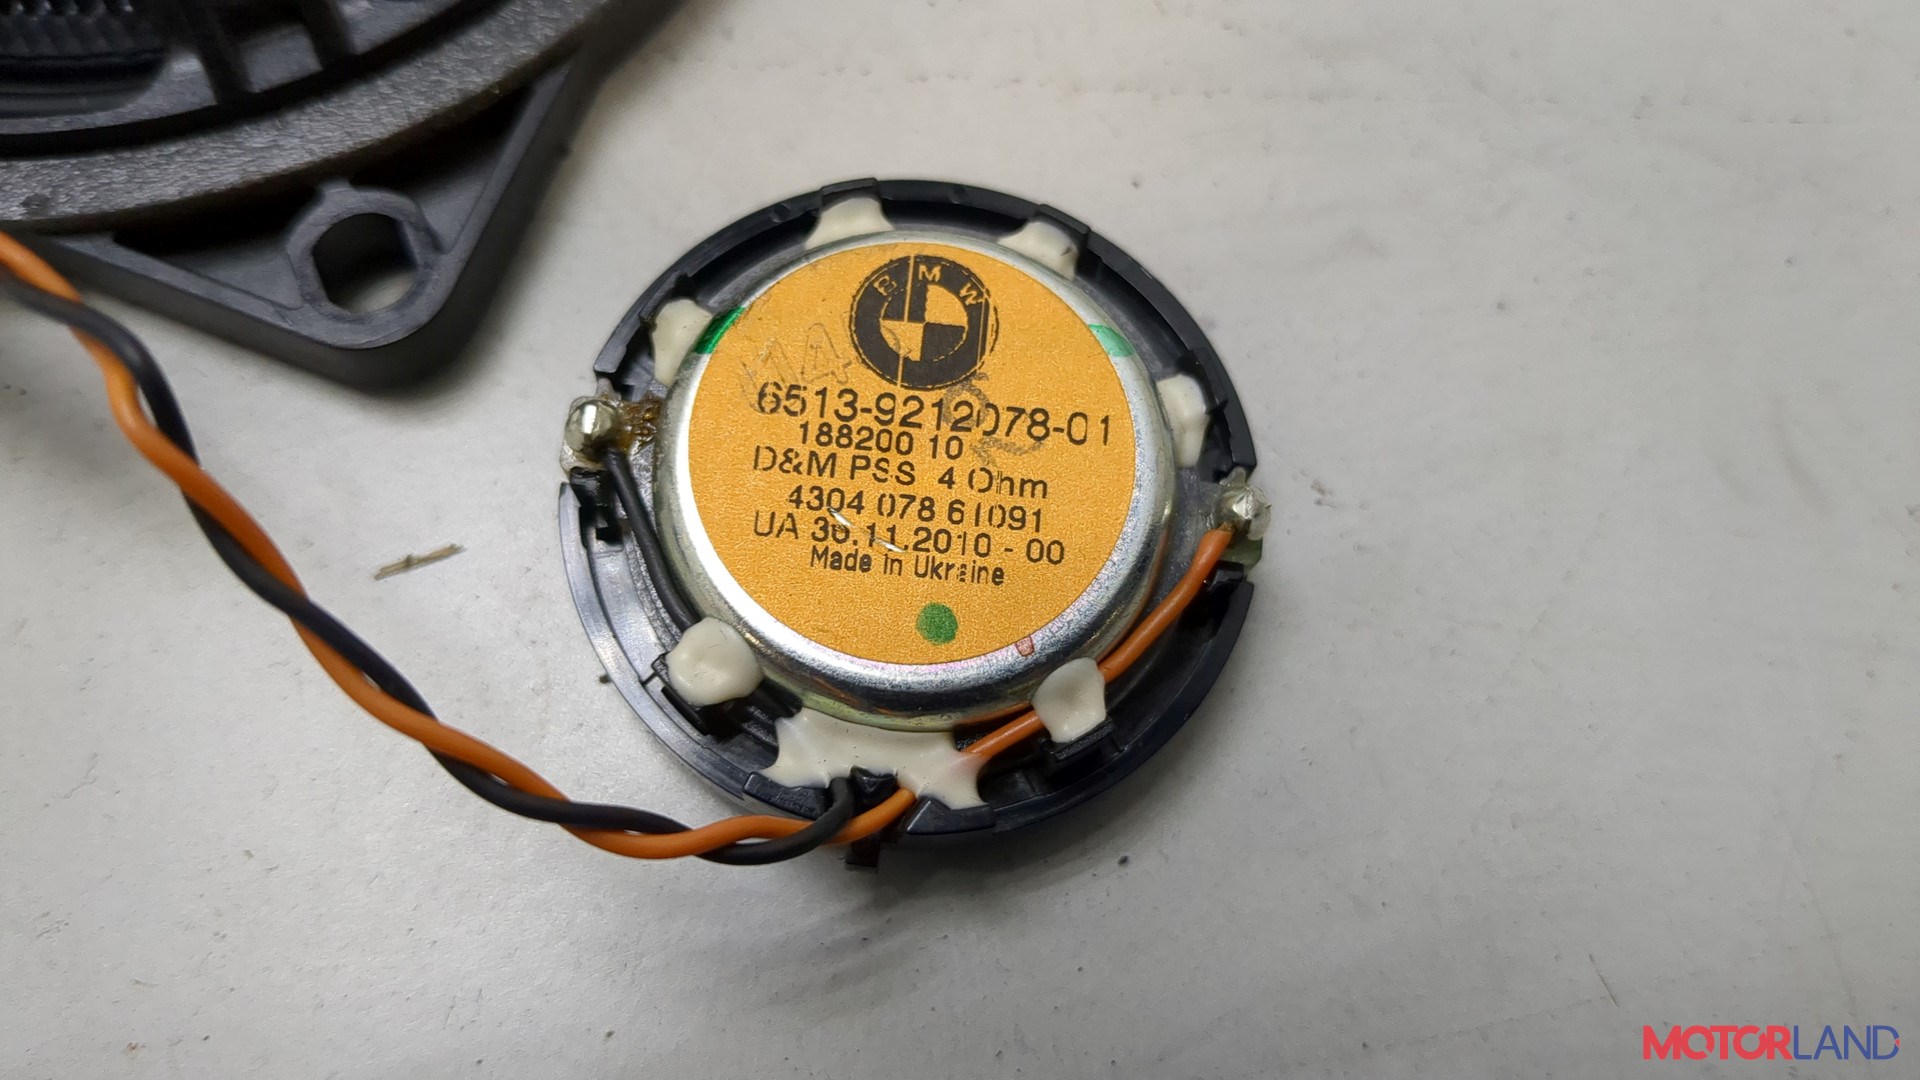 BMW
14
6513-9212078-01
188200 10
D&M PSS 4 Ohm
4304 078 61091
UA 30.11.2010 - 00
Made in Ukraine
MOTORLAND